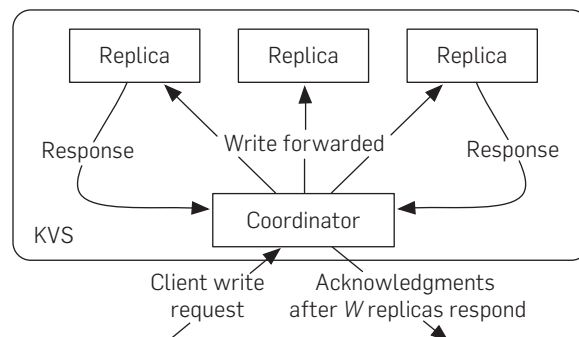 Replica
Replica
Replica
Response
Write forwarded
Response
Coordinator
KVS
Client write
request
Acknowledgments
after W replicas respond